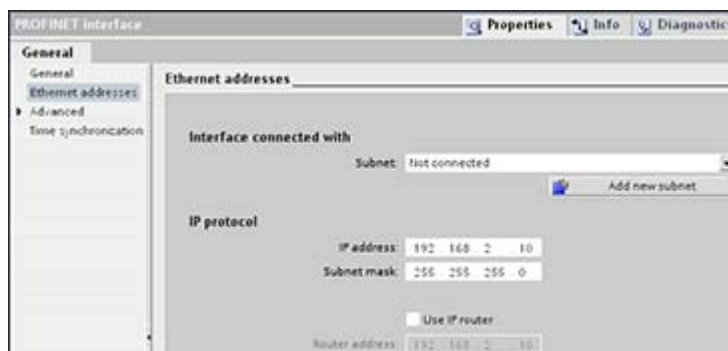 PROFINET interface
Properties
Info
Diagnostic
General
General
Ethernet addresses
Advanced
Time synchronization
Ethernet addresses
Interface connected with
Subnet: Not connected
Add new subnet
IP protocol
IP address: 192 . 168 . 2 . 10
Subnet mask: 255 . 255 . 255 . 0
Use IP router
Router address: 192 . 168 . 2 . 10